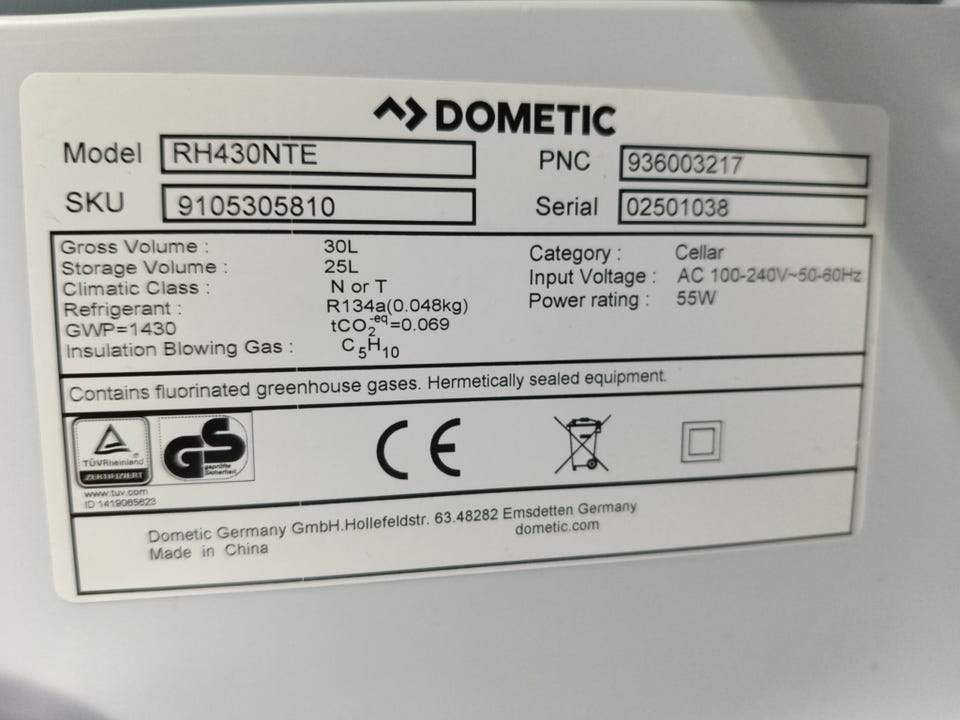 DOMETIC
Model RH430NTE PNC 936003217
SKU 9105305810 Serial 02501038
Gross Volume : 30L
Storage Volume : 25L
Climatic Class : N or T
Refrigerant : R134a(0.048kg)
GWP=1430 tCO2-eq=0.069
Insulation Blowing Gas : C5H10
Category : Cellar
Input Voltage : AC 100-240V~50-60Hz
Power rating : 55W
Contains fluorinated greenhouse gases. Hermetically sealed equipment.
TÜVRheinland
ZERTIFIZIERT
GS
geprüfte
Sicherheit
CE
www.tuv.com
ID 1419065623
Dometic Germany GmbH.Hollefeldstr. 63.48282 Emsdetten Germany
dometic.com
Made in China